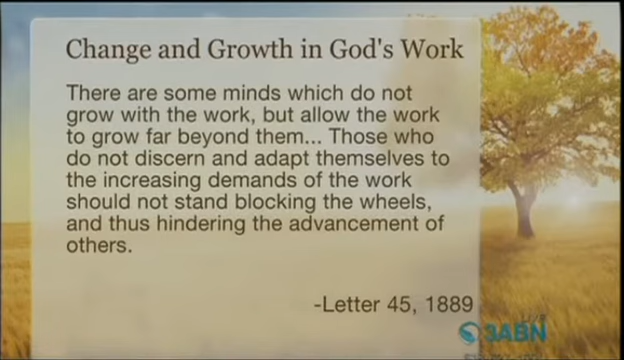 Change and Growth in God's Work
There are some minds which do not
grow with the work, but allow the work
to grow far beyond them... Those who
do not discern and adapt themselves to
the increasing demands of the work
should not stand blocking the wheels,
and thus hindering the advancement of
others.
-Letter 45, 1889
3ABN